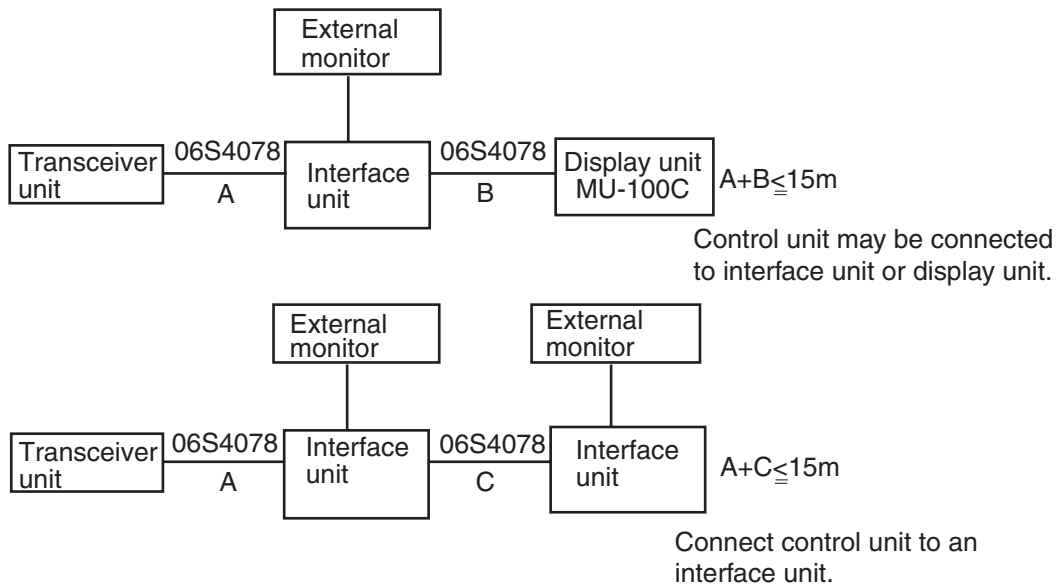 External
monitor
Transceiver
unit
06S4078
A
Interface
unit
06S4078
B
Display unit
MU-100C
A+B≦15m
Control unit may be connected
to interface unit or display unit.
External
monitor
External
monitor
Transceiver
unit
06S4078
A
Interface
unit
06S4078
C
Interface
unit
A+C≦15m
Connect control unit to an
interface unit.